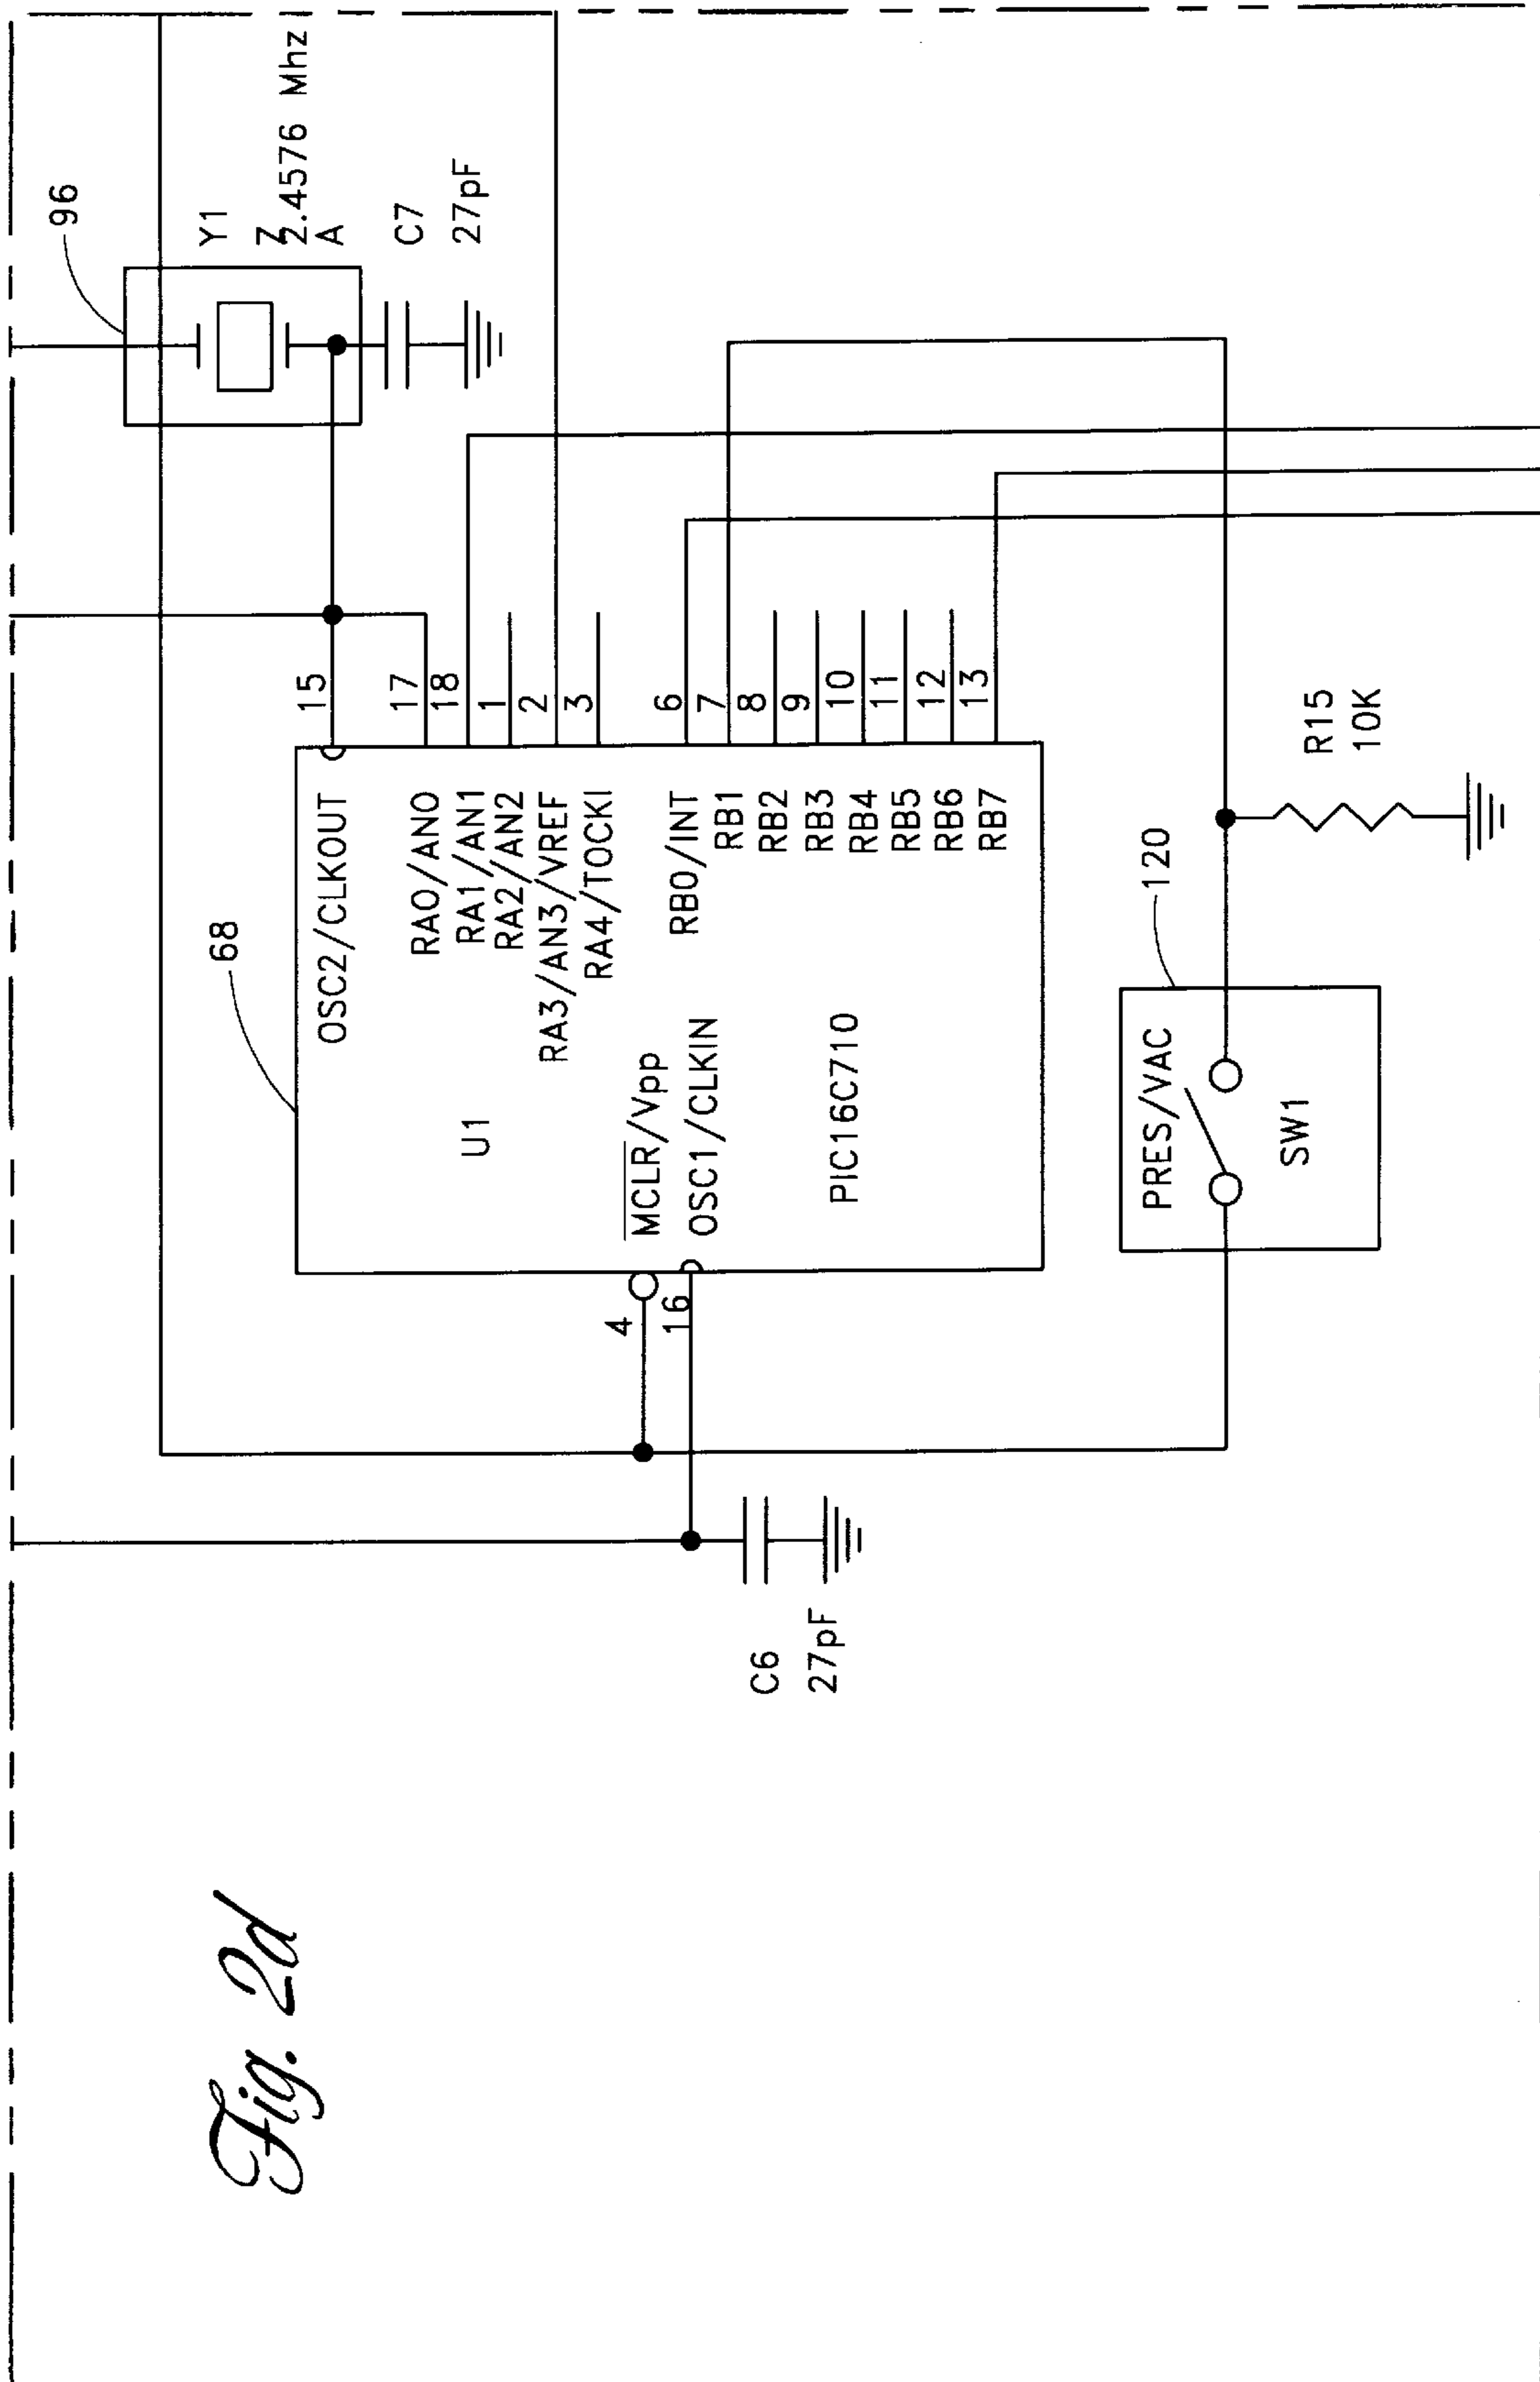 96
Y1
2.4576 Mhz
A
C7
27pF
15
17
18
1
2
3
6
7
8
9
10
11
12
13
68
OSC2/CLKOUT
RA0/AN0
RA1/AN1
RA2/AN2
RA3/AN3/VREF
RA4/TOCKI
RB0/INT
RB1
RB2
RB3
RB4
RB5
RB6
RB7
U1
MCLR/Vpp
OSC1/CLKIN
PIC16C710
4
16
C6
27pF
120
PRES/VAC
SW1
R15
10K
Fig. 2d